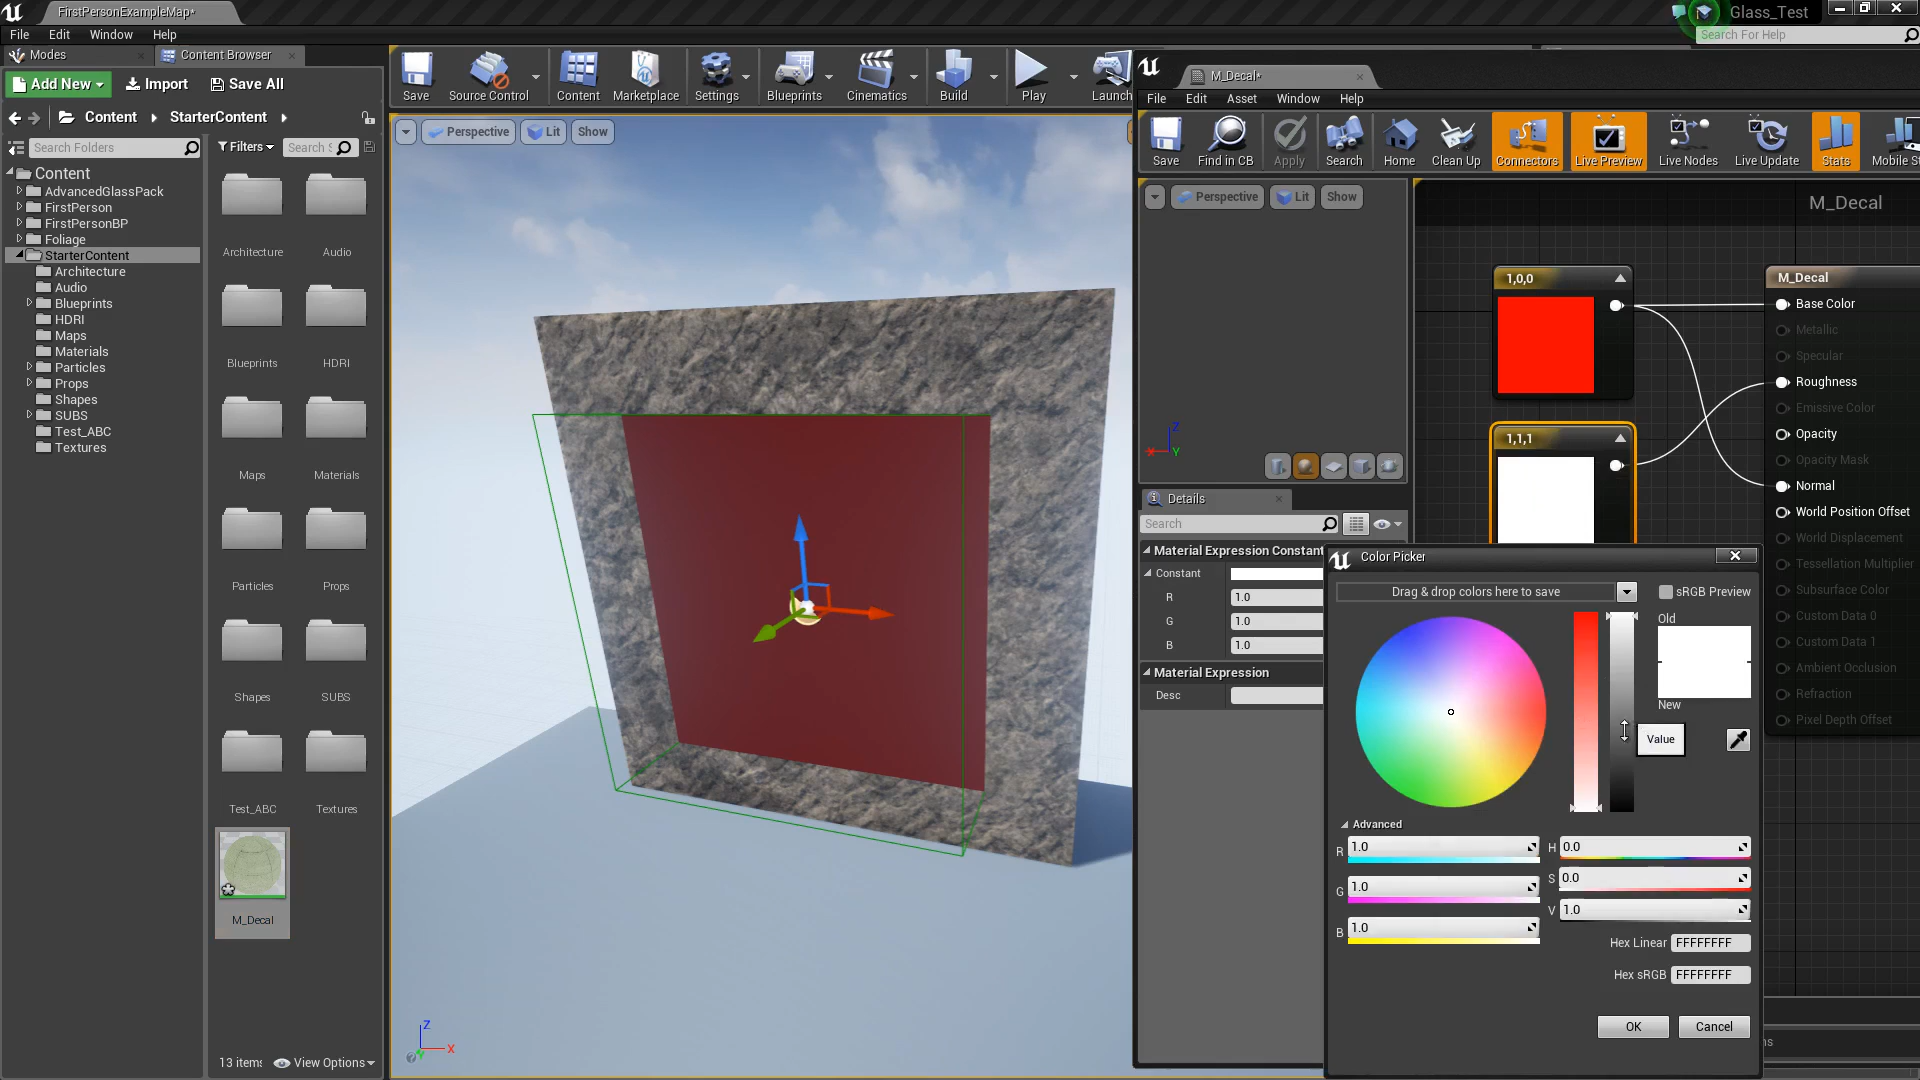 FirstPersonExampleMap*
Glass_Test
File Edit Window Help
Search For Help
Modes
Content Browser
Add New
Import
Save All
Content
StarterContent
Search Folders
Filters
Search
Content
AdvancedGlassPack
FirstPerson
FirstPersonBP
Foliage
StarterContent
Architecture
Audio
Blueprints
HDRI
Maps
Materials
Particles
Props
Shapes
SUBS
Test_ABC
Textures
Architecture
Audio
Blueprints
HDRI
Maps
Materials
Particles
Props
Shapes
SUBS
Test_ABC
Textures
M_Decal
13 items
View Options
Save
Source Control
Content
Marketplace
Settings
Blueprints
Cinematics
Build
Play
Launch
Perspective
Lit
Show
Z
X
Y
M_Decal*
File Edit Asset Window Help
Save
Find in CB
Apply
Search
Home
Clean Up
Connectors
Live Preview
Live Nodes
Live Update
Stats
Mobile St
Perspective
Lit
Show
Z
X
Y
M_Decal
1,0,0
1,1,1
M_Decal
Base Color
Metallic
Specular
Roughness
Emissive Color
Opacity
Opacity Mask
Normal
World Position Offset
World Displacement
Tessellation Multiplier
Subsurface Color
Custom Data 0
Custom Data 1
Ambient Occlusion
Refraction
Pixel Depth Offset
Details
Search
Material Expression Constant
Constant
R 1.0
G 1.0
B 1.0
Material Expression
Desc
Color Picker
Drag & drop colors here to save
sRGB Preview
Old
New
Value
Advanced
R 1.0
G 1.0
B 1.0
H 0.0
S 0.0
V 1.0
Hex Linear FFFFFFFF
Hex sRGB FFFFFFFF
OK
Cancel